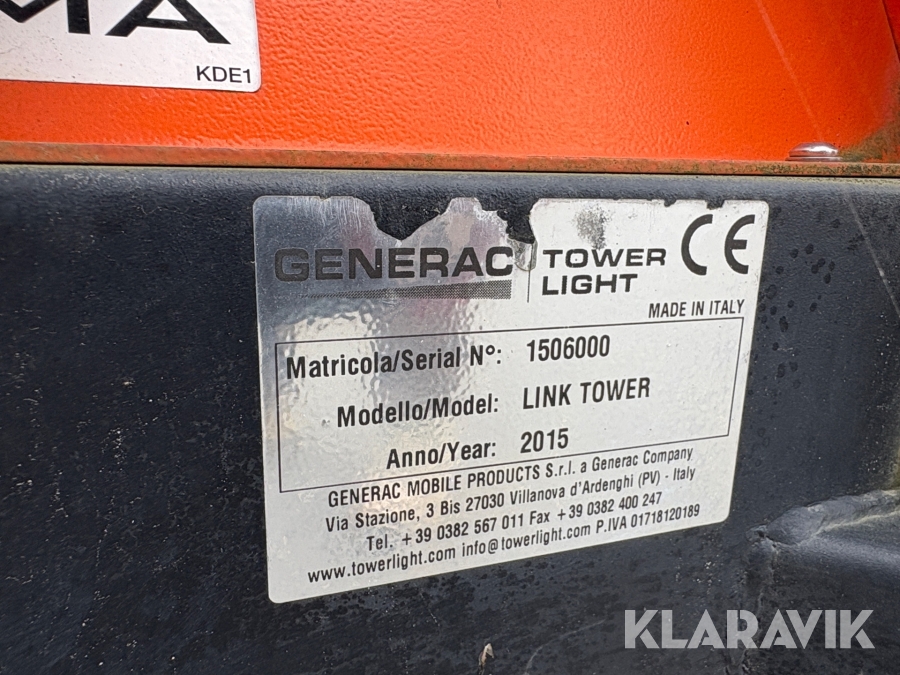 KDE1
GENERAC TOWER LIGHT CE
MADE IN ITALY
Matricola/Serial N°: 1506000
Modello/Model: LINK TOWER
Anno/Year: 2015
GENERAC MOBILE PRODUCTS S.r.l. a Generac Company
Via Stazione, 3 Bis 27030 Villanova d'Ardenghi (PV) - Italy
Tel. +39 0382 567 011 Fax +39 0382 400 247
www.towerlight.com info@towerlight.com P.IVA 01718120189
KLARAVIK